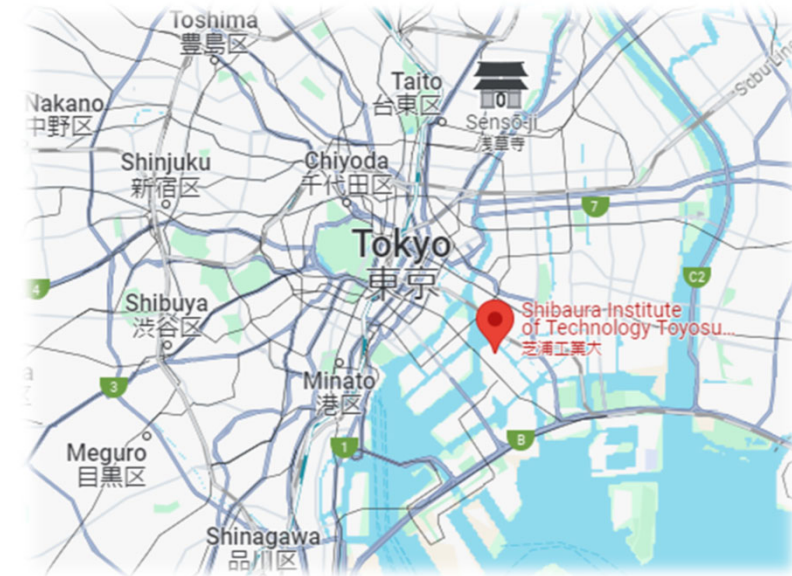 Toshima
豊島区
Taito
台東区
Sensō-ji
浅草寺
Sobu Line
Nakano
中野区
Shinjuku
新宿区
Chiyoda
千代田区
7
Tokyo
東京
C2
4
Shibuya
渋谷区
Shibaura Institute
of Technology Toyosu...
芝浦工業大
3
Minato
港区
Meguro
目黒区
1
B
Shinagawa
品川区